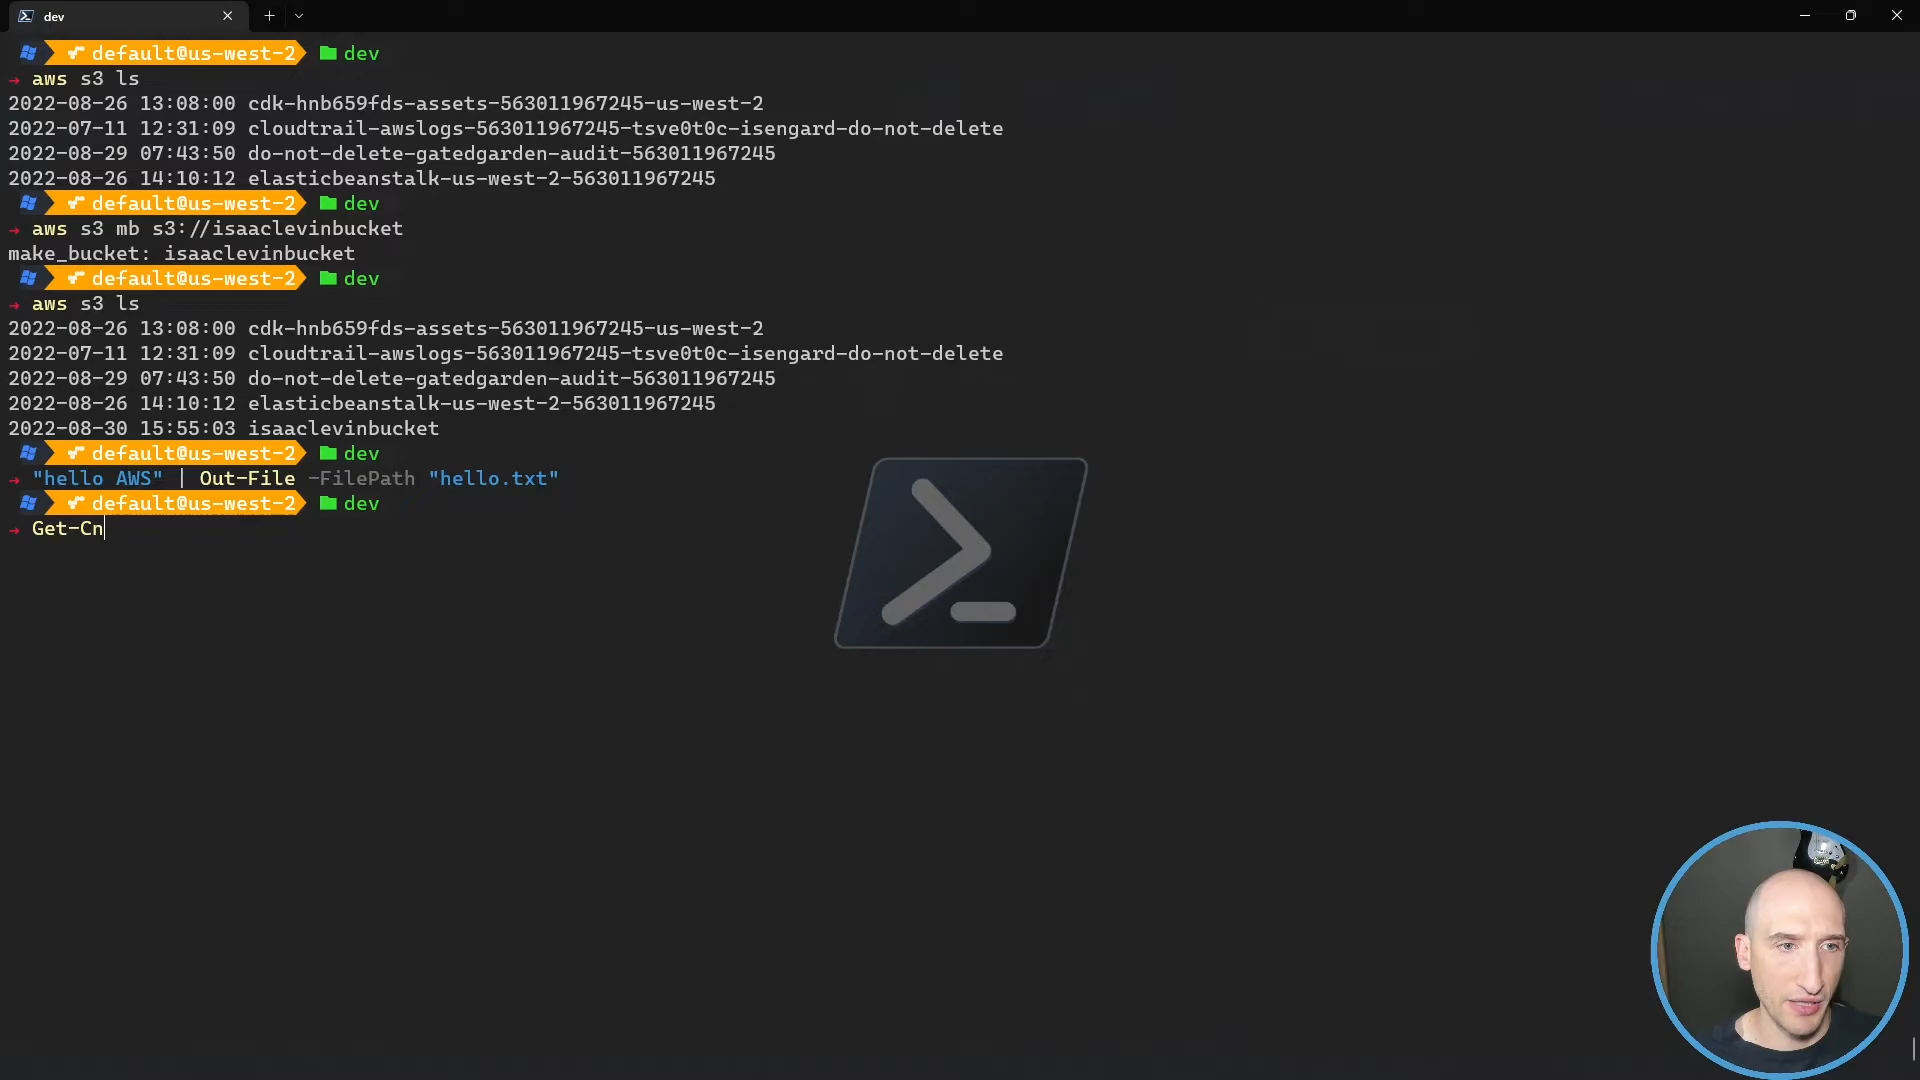 dev
default@us-west-2 dev
→ aws s3 ls
2022-08-26 13:08:00 cdk-hnb659fds-assets-563011967245-us-west-2
2022-07-11 12:31:09 cloudtrail-awslogs-563011967245-tsve0t0c-isengard-do-not-delete
2022-08-29 07:43:50 do-not-delete-gatedgarden-audit-563011967245
2022-08-26 14:10:12 elasticbeanstalk-us-west-2-563011967245
default@us-west-2 dev
→ aws s3 mb s3://isaaclevinbucket
make_bucket: isaaclevinbucket
default@us-west-2 dev
→ aws s3 ls
2022-08-26 13:08:00 cdk-hnb659fds-assets-563011967245-us-west-2
2022-07-11 12:31:09 cloudtrail-awslogs-563011967245-tsve0t0c-isengard-do-not-delete
2022-08-29 07:43:50 do-not-delete-gatedgarden-audit-563011967245
2022-08-26 14:10:12 elasticbeanstalk-us-west-2-563011967245
2022-08-30 15:55:03 isaaclevinbucket
default@us-west-2 dev
→ "hello AWS" | Out-File -FilePath "hello.txt"
default@us-west-2 dev
→ Get-Cn